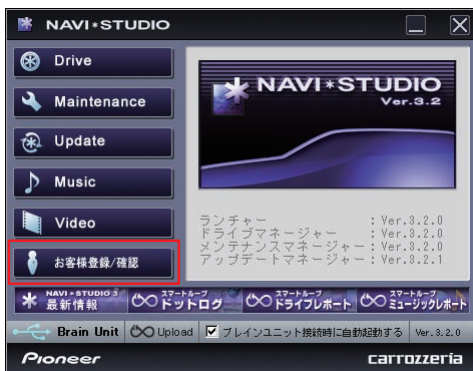 NAVI*STUDIO
Drive
Maintenance
Update
Music
Video
お客様登録/確認
NAVI*STUDIO
Ver.3.2
ランチャー : Ver.3.2.0
ドライブマネージャー : Ver.3.2.0
メンテナンスマネージャー : Ver.3.2.0
アップデートマネージャー : Ver.3.2.1
NAVI*STUDIO 3
最新情報
スマートループ
ドットログ
スマートループ
ドライブレポート
スマートループ
ミュージックレポート
Brain Unit
Upload
ブレインユニット接続時に自動起動する
Ver.3.2.0
Pioneer
carrozzeria